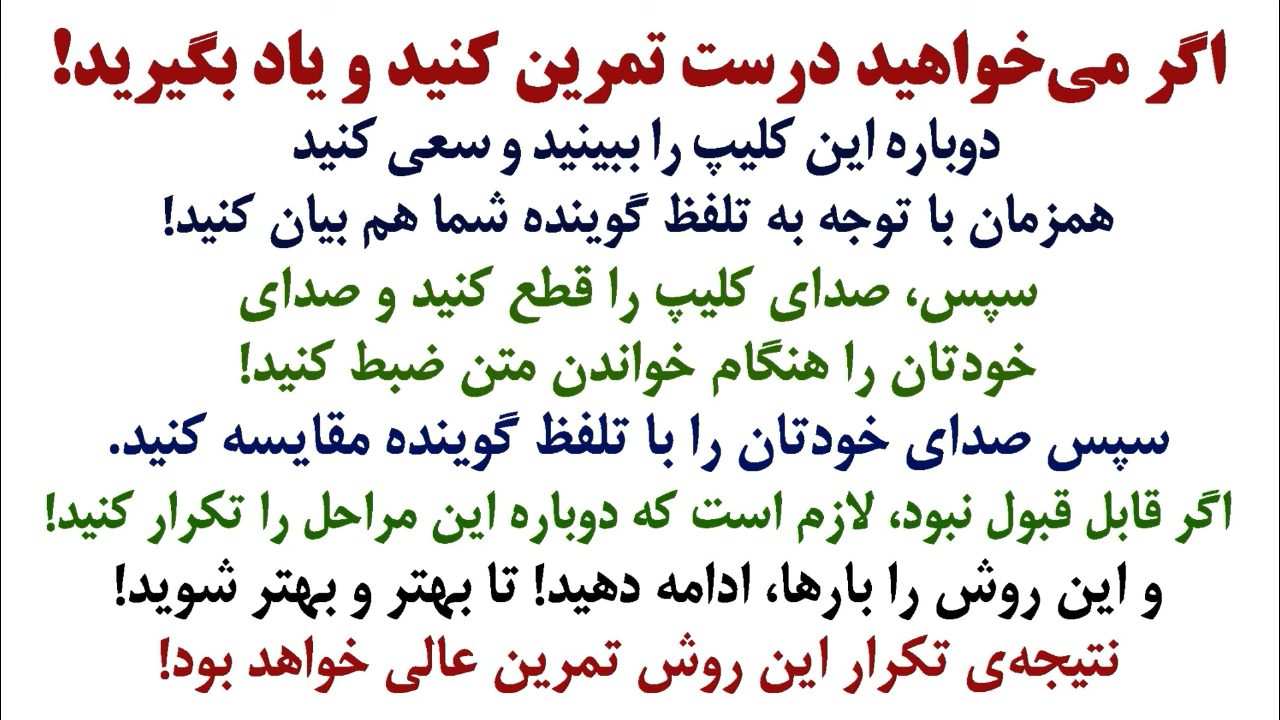 اگر می‌خواهید درست تمرین کنید و یاد بگیرید!
دوباره این کلیپ را ببینید و سعی کنید
همزمان با توجه به تلفظ گوینده شما هم بیان کنید!
سپس، صدای کلیپ را قطع کنید و صدای
خودتان را هنگام خواندن متن ضبط کنید!
سپس صدای خودتان را با تلفظ گوینده مقایسه کنید.
اگر قابل قبول نبود، لازم است که دوباره این مراحل را تکرار کنید!
و این روش را بارها، ادامه دهید! تا بهتر و بهتر شوید!
نتیجه‌ی تکرار این روش تمرین عالی خواهد بود!